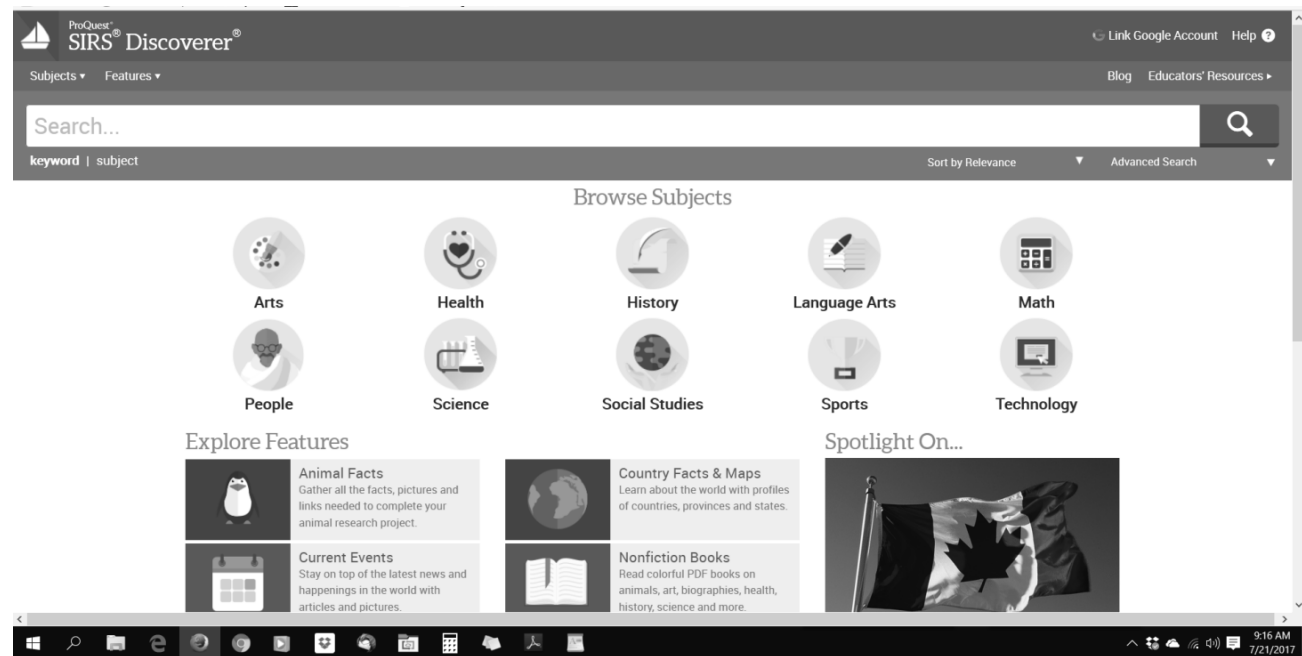 ProQuest®
SIRS® Discoverer®
Link Google Account Help ?
Subjects ▾ Features ▾
Blog Educators' Resources ▸
Search...
keyword | subject
Sort by Relevance ▼ Advanced Search ▼
Browse Subjects
Arts Health History Language Arts Math
People Science Social Studies Sports Technology
Explore Features
Spotlight On...
Animal Facts
Gather all the facts, pictures and
links needed to complete your
animal research project.
Country Facts & Maps
Learn about the world with profiles
of countries, provinces and states.
Current Events
Stay on top of the latest news and
happenings in the world with
articles and pictures.
Nonfiction Books
Read colorful PDF books on
animals, art, biographies, health,
history, science and more.
9:16 AM
7/21/2017